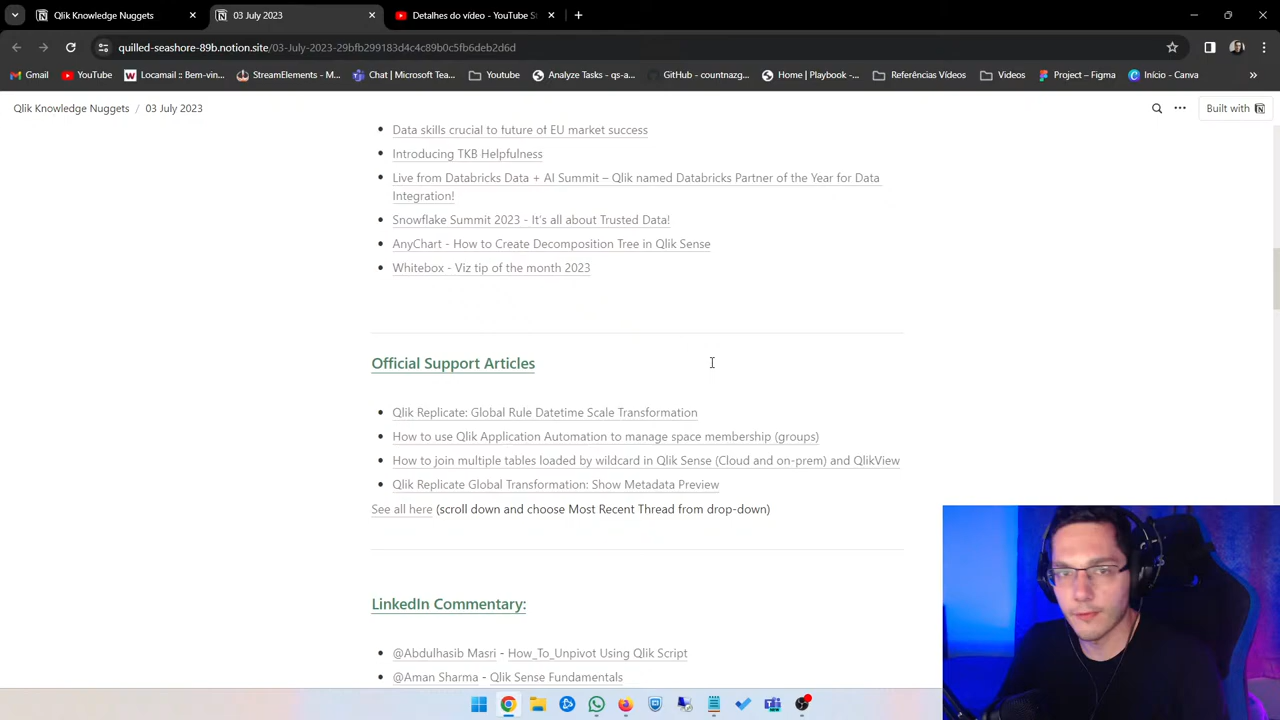 Qlik Knowledge Nuggets
03 July 2023
Detalhes do vídeo - YouTube St
quilled-seashore-89b.notion.site/03-July-2023-29bfb299183d4c4c89b0c5fb6deb2d6d
Gmail
YouTube
Locamail :: Bem-vin...
StreamElements - M...
Chat | Microsoft Tea...
Youtube
Analyze Tasks - qs-a...
GitHub - countnazg...
Home | Playbook -...
Referências Vídeos
Videos
Project – Figma
Início - Canva
Qlik Knowledge Nuggets / 03 July 2023
Built with
Data skills crucial to future of EU market success
Introducing TKB Helpfulness
Live from Databricks Data + AI Summit – Qlik named Databricks Partner of the Year for Data
Integration!
Snowflake Summit 2023 - It's all about Trusted Data!
AnyChart - How to Create Decomposition Tree in Qlik Sense
Whitebox - Viz tip of the month 2023
Official Support Articles
Qlik Replicate: Global Rule Datetime Scale Transformation
How to use Qlik Application Automation to manage space membership (groups)
How to join multiple tables loaded by wildcard in Qlik Sense (Cloud and on-prem) and QlikView
Qlik Replicate Global Transformation: Show Metadata Preview
See all here (scroll down and choose Most Recent Thread from drop-down)
LinkedIn Commentary:
@Abdulhasib Masri - How_To_Unpivot Using Qlik Script
@Aman Sharma - Qlik Sense Fundamentals